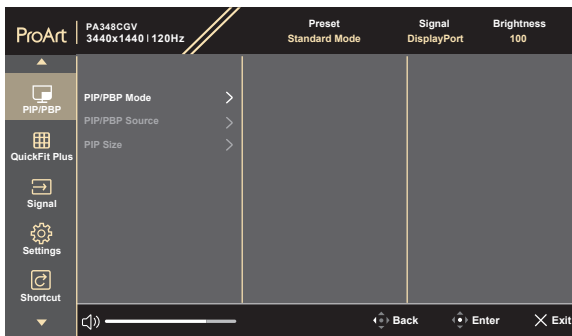 ProArt
PA348CGV
3440x1440 | 120Hz
Preset
Standard Mode
Signal
DisplayPort
Brightness
100
PIP/PBP
QuickFit Plus
Signal
Settings
Shortcut
PIP/PBP Mode
PIP/PBP Source
PIP Size
Back
Enter
Exit